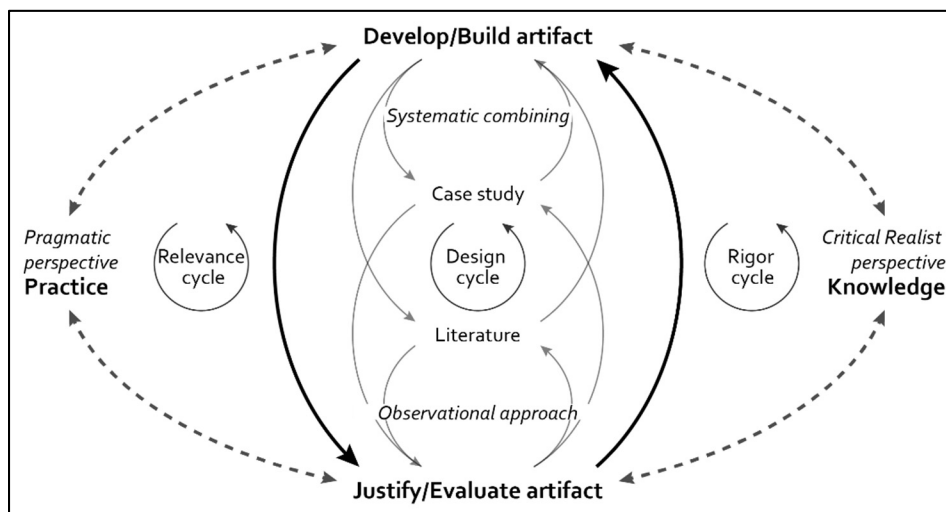 Develop/Build artifact
Systematic combining
Case study
Pragmatic
perspective
Practice
Relevance
cycle
Design
cycle
Rigor
cycle
Critical Realist
perspective
Knowledge
Literature
Observational approach
Justify/Evaluate artifact